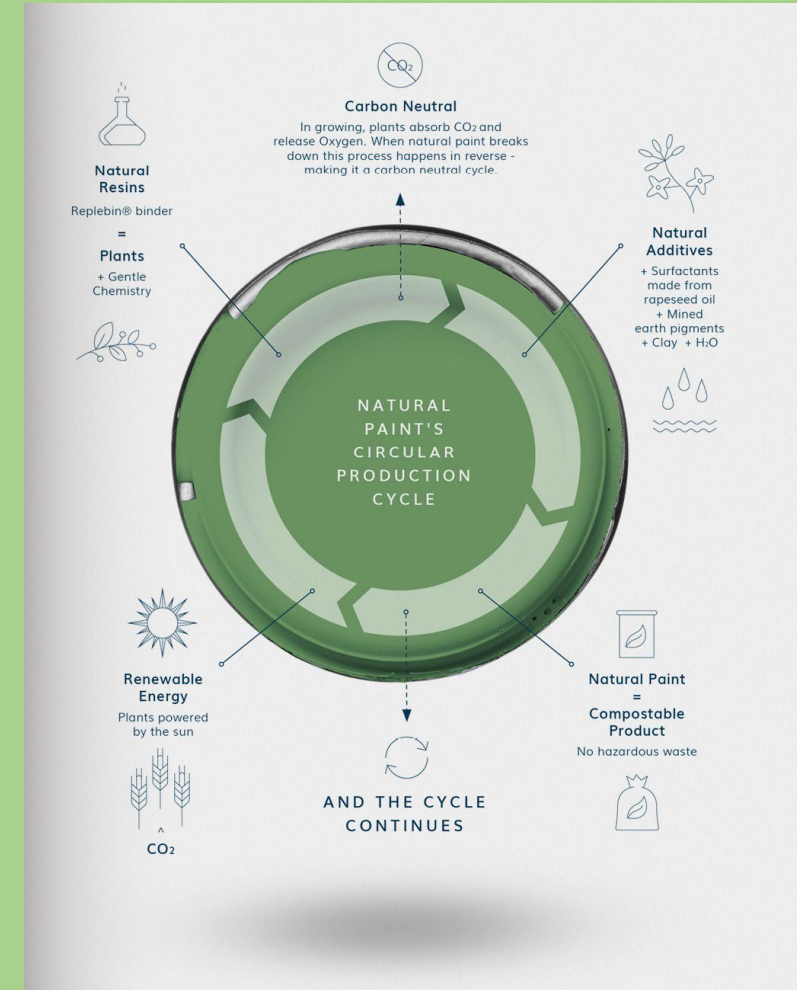 CO₂
Carbon Neutral
In growing, plants absorb CO₂ and
release Oxygen. When natural paint breaks
down this process happens in reverse -
making it a carbon neutral cycle.
Natural
Resins
Replebin® binder
=
Plants
+ Gentle
Chemistry
Natural
Additives
+ Surfactants
made from
rapeseed oil
+ Mined
earth pigments
+ Clay + H₂O
NATURAL
PAINT'S
CIRCULAR
PRODUCTION
CYCLE
Renewable
Energy
Plants powered
by the sun
^
CO₂
Natural Paint
=
Compostable
Product
No hazardous waste
AND THE CYCLE
CONTINUES